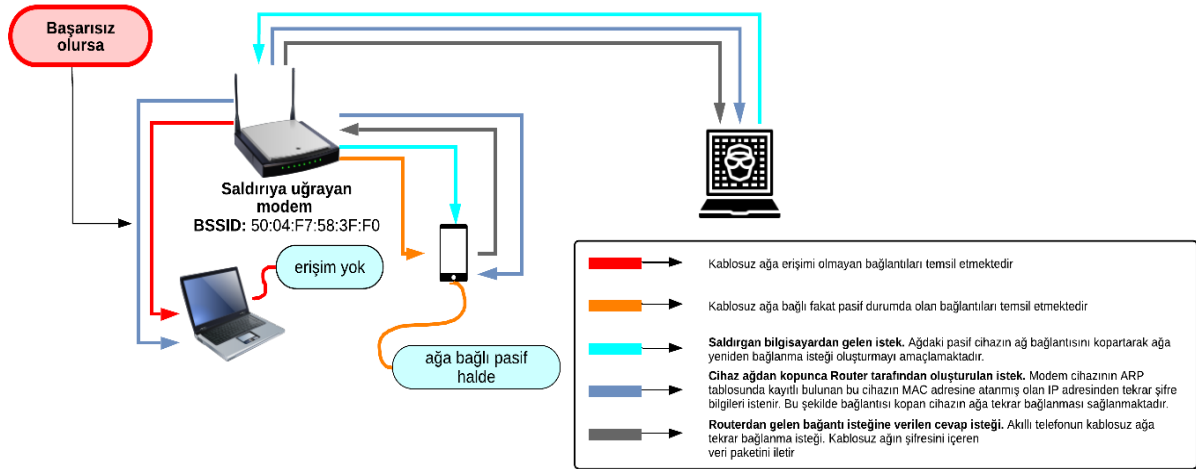 Başarısız
olursa
Saldırıya uğrayan
modem
BSSID: 50:04:F7:58:3F:F0
erişim yok
ağa bağlı pasif
halde
Kablosuz ağa erişimi olmayan bağlantıları temsil etmektedir
Kablosuz ağa bağlı fakat pasif durumda olan bağlantıları temsil etmektedir
Saldırgan bilgisayardan gelen istek. Ağdaki pasif cihazın ağ bağlantısını kopartarak ağa
yeniden bağlanma isteği oluşturmayı amaçlamaktadır.
Cihaz ağdan kopunca Router tarafından oluşturulan istek. Modem cihazının ARP
tablosunda kayıtlı bulunan bu cihazın MAC adresine atanmış olan IP adresinden tekrar şifre
bilgileri istenir. Bu şekilde bağlantısı kopan cihazın ağa tekrar bağlanması sağlanmaktadır.
Routerdan gelen bağantı isteğine verilen cevap isteği. Akıllı telefonun kablosuz ağa
tekrar bağlanma isteği. Kablosuz ağın şifresini içeren
veri paketini iletir